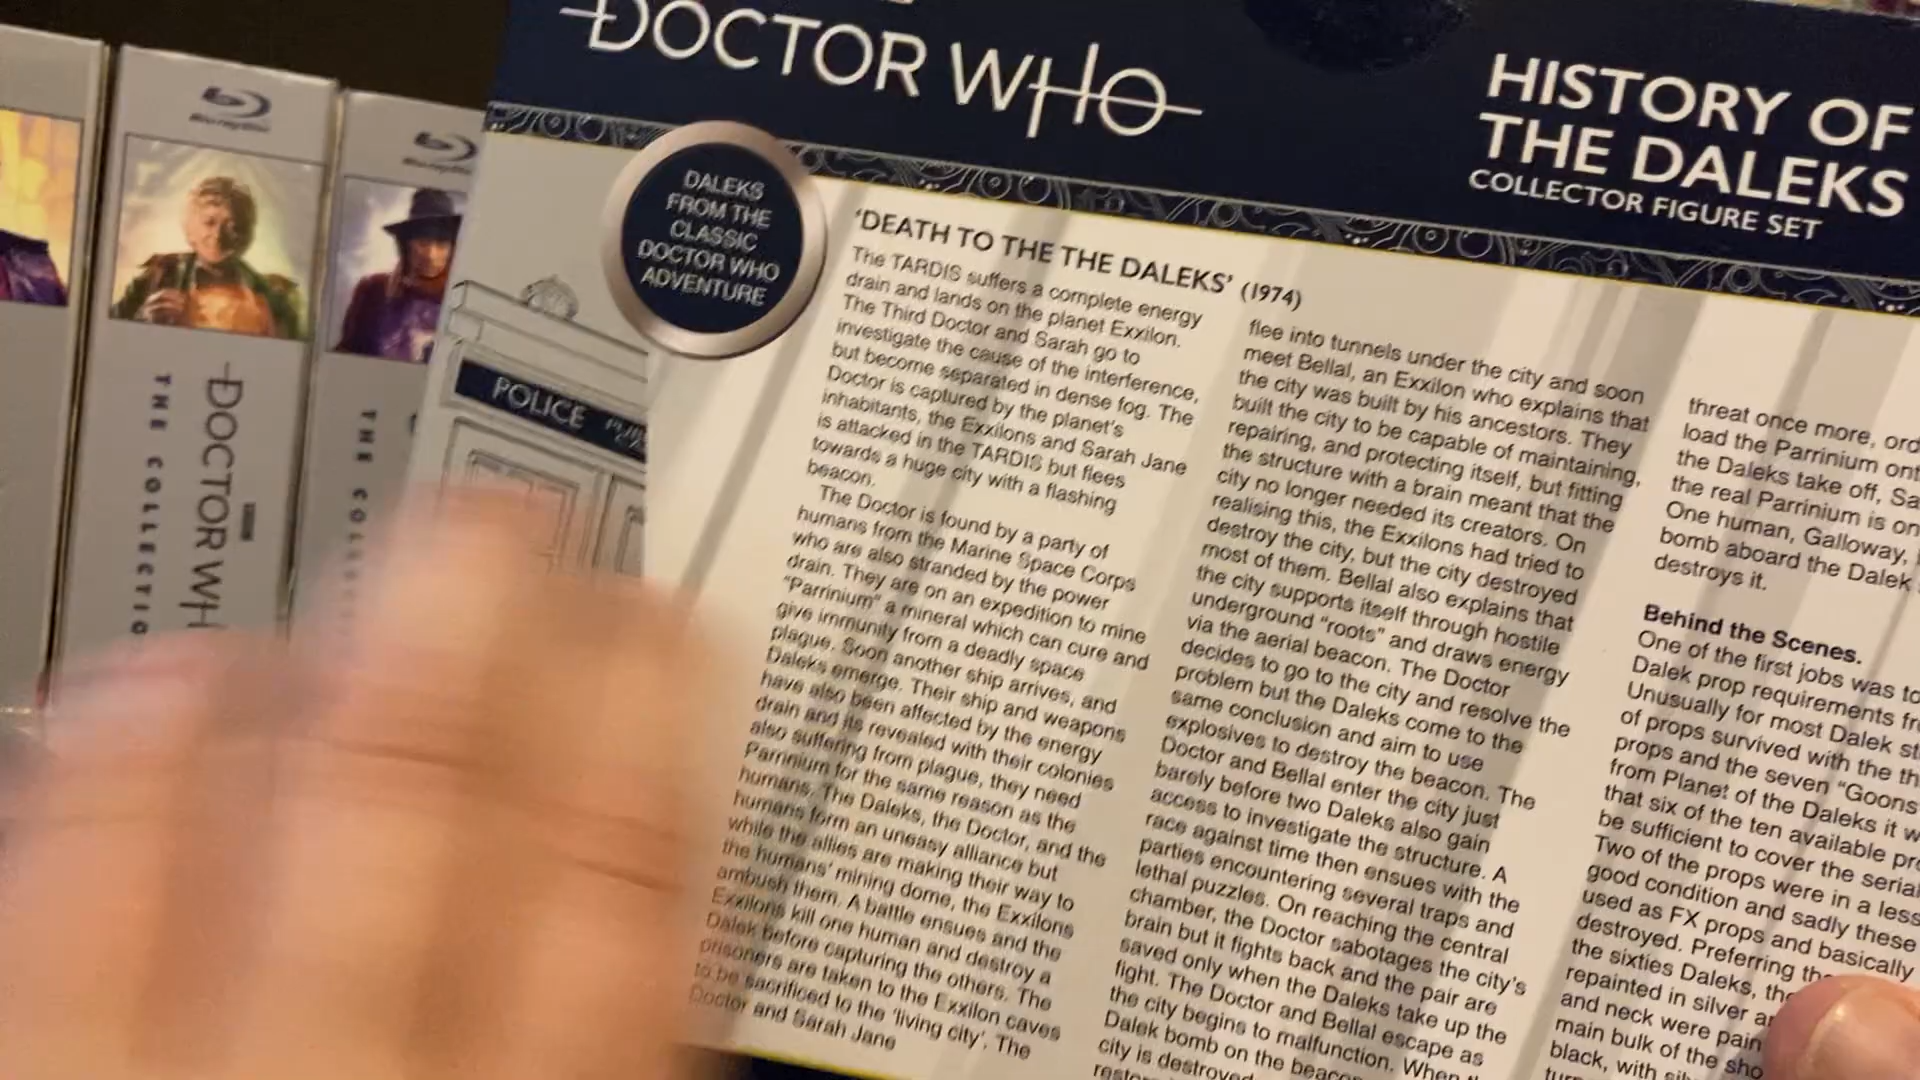 Blu-ray Disc
THE COLLECTIO
DOCTOR WH
Blu-ray
THE COL
DOCTOR WHO
HISTORY OF
THE DALEKS
COLLECTOR FIGURE SET
DALEKS
FROM THE
CLASSIC
DOCTOR WHO
ADVENTURE
POLICE
'DEATH TO THE THE DALEKS' (1974)
The TARDIS suffers a complete energy
drain and lands on the planet Exxilon.
The Third Doctor and Sarah go to
investigate the cause of the interference,
but become separated in dense fog. The
Doctor is captured by the planet's
inhabitants, the Exxilons and Sarah Jane
is attacked in the TARDIS but flees
towards a huge city with a flashing
beacon.
The Doctor is found by a party of
humans from the Marine Space Corps
who are also stranded by the power
drain. They are on an expedition to mine
"Parrinium" a mineral which can cure and
give immunity from a deadly space
plague. Soon another ship arrives, and
Daleks emerge. Their ship and weapons
have also been affected by the energy
drain and its revealed with their colonies
also suffering from plague, they need
Parrinium for the same reason as the
humans. The Daleks, the Doctor, and the
humans form an uneasy alliance but
while the allies are making their way to
the humans' mining dome, the Exxilons
ambush them. A battle ensues and the
Exxilons kill one human and destroy a
Dalek before capturing the others. The
prisoners are taken to the Exxilon caves
to be sacrificed to the 'living city'. The
Doctor and Sarah Jane
flee into tunnels under the city and soon
meet Bellal, an Exxilon who explains that
the city was built by his ancestors. They
built the city to be capable of maintaining,
repairing, and protecting itself, but fitting
the structure with a brain meant that the
city no longer needed its creators. On
realising this, the Exxilons had tried to
destroy the city, but the city destroyed
most of them. Bellal also explains that
the city supports itself through hostile
underground "roots" and draws energy
via the aerial beacon. The Doctor
decides to go to the city and resolve the
problem but the Daleks come to the
same conclusion and aim to use
explosives to destroy the beacon. The
Doctor and Bellal enter the city just
barely before two Daleks also gain
access to investigate the structure. A
race against time then ensues with the
parties encountering several traps and
lethal puzzles. On reaching the central
chamber, the Doctor sabotages the city's
brain but it fights back and the pair are
saved only when the Daleks take up the
fight. The Doctor and Bellal escape as
the city begins to malfunction. When
Dalek bomb on the beaco
city is destroyed
threat once more, ord
load the Parrinium ont
the Daleks take off, Sa
the real Parrinium is on
One human, Galloway,
bomb aboard the Dalek
destroys it.
Behind the Scenes.
One of the first jobs was to
Dalek prop requirements fr
Unusually for most Dalek st
of props survived with the th
props and the seven "Goons
from Planet of the Daleks it w
that six of the ten available pr
be sufficient to cover the serial
Two of the props were in a less
good condition and sadly these
used as FX props and basically
destroyed. Preferring the
the sixties Daleks, the
repainted in silver a
and neck were pain
main bulk of the sho
black, with sil